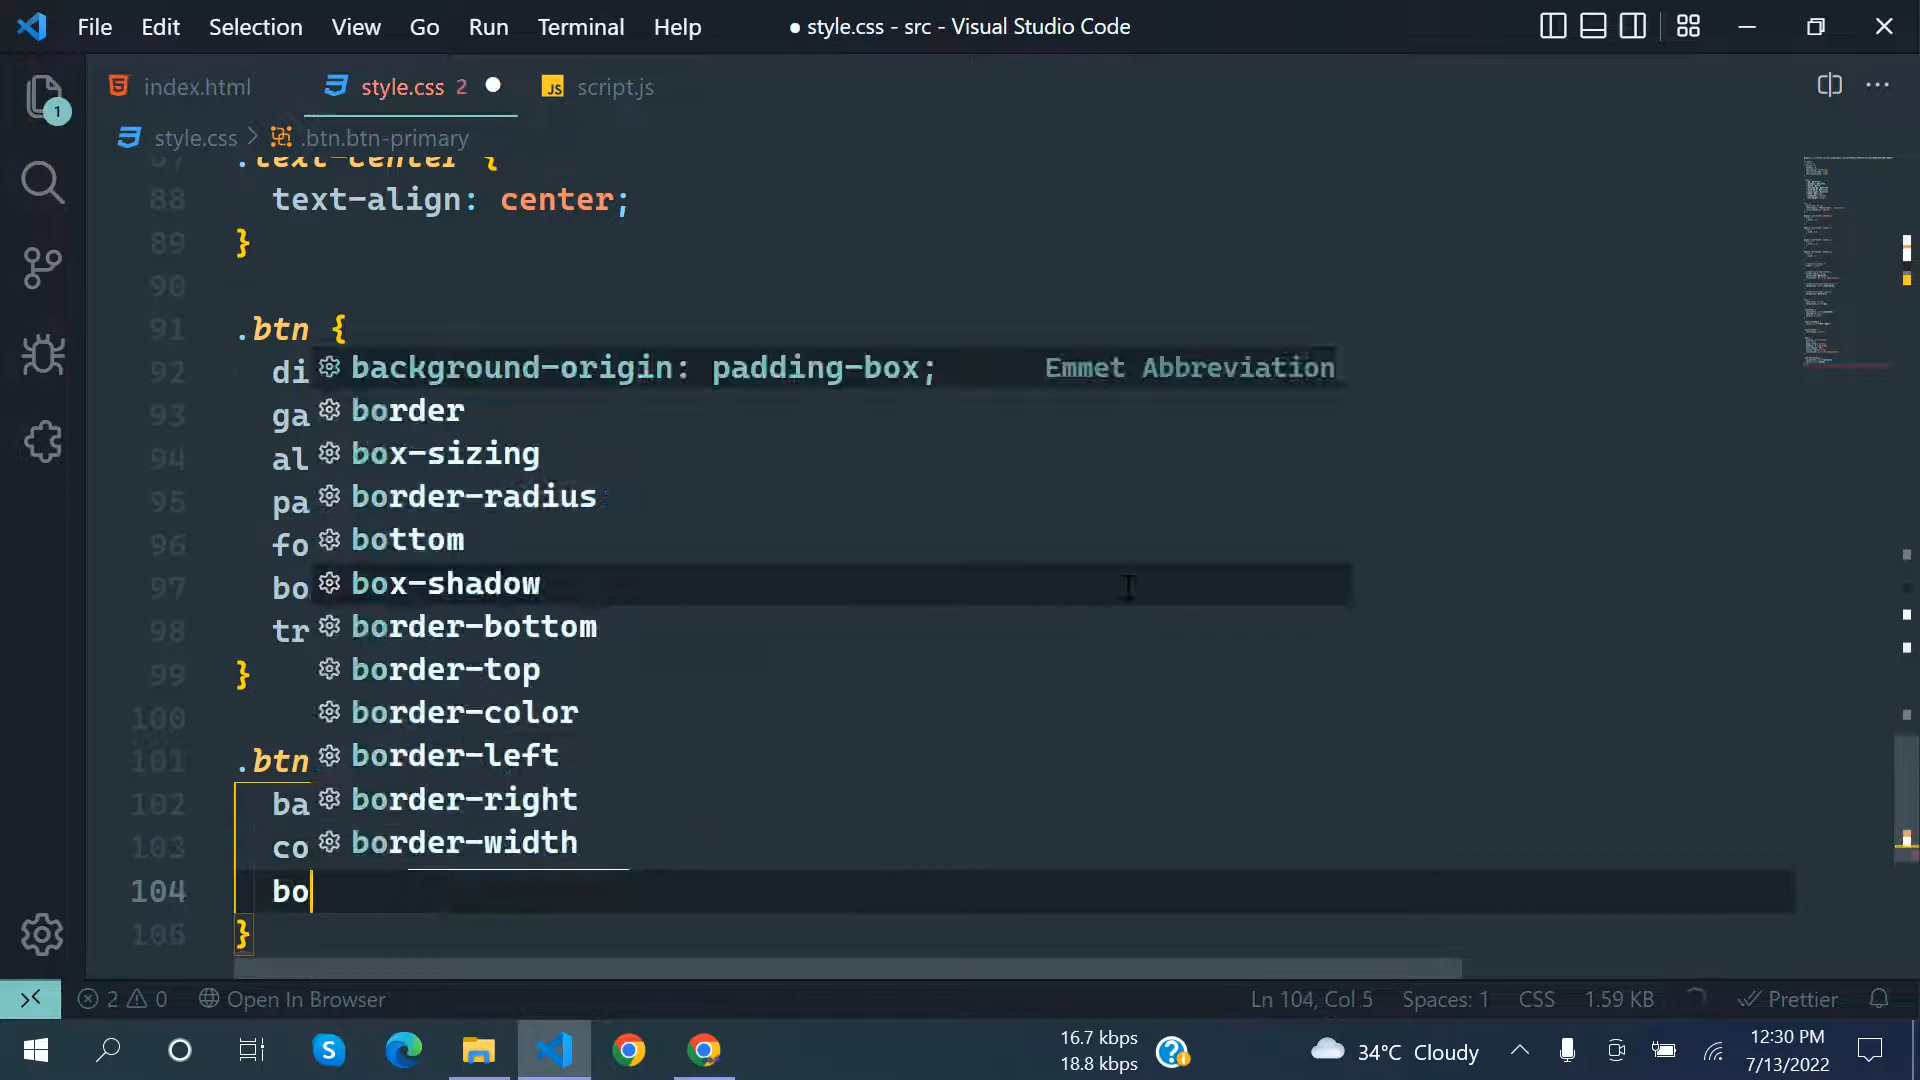 File Edit Selection View Go Run Terminal Help
● style.css - src - Visual Studio Code
1
index.html
style.css 2
JS script.js
style.css > .btn.btn-primary
87 .text-center {
88 text-align: center;
89 }
90
91 .btn {
92 di
background-origin: padding-box; Emmet Abbreviation
93 ga
border
94 al
box-sizing
95 pa
border-radius
96 fo
bottom
97 bo
box-shadow
98 tr
border-bottom
99 }
border-top
100
border-color
101 .btn
border-left
102 ba
border-right
103 co
border-width
104 bo
}
2 0 Open In Browser
Ln 104, Col 5 Spaces: 1 CSS 1.59 KB Prettier
16.7 kbps
18.8 kbps
34°C Cloudy
12:30 PM
7/13/2022